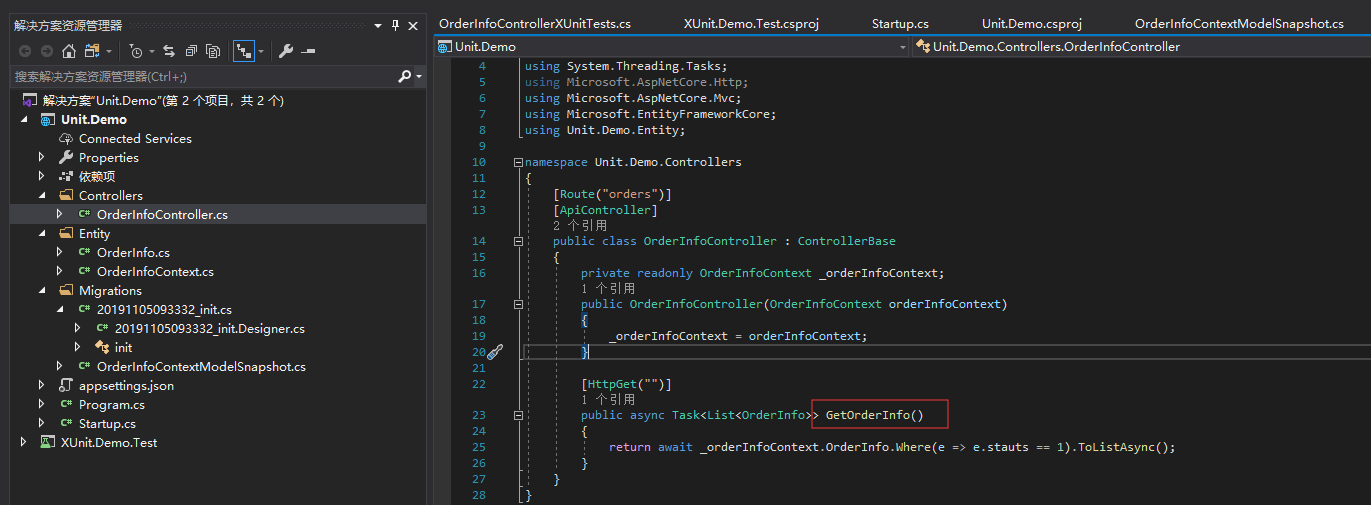 解决方案资源管理器
搜索解决方案资源管理器(Ctrl+;)
解决方案"Unit.Demo"(第 2 个项目，共 2 个)
Unit.Demo
Connected Services
Properties
依赖项
Controllers
C# OrderInfoController.cs
Entity
C# OrderInfo.cs
C# OrderInfoContext.cs
Migrations
C# 20191105093332_init.cs
C# 20191105093332_init.Designer.cs
init
C# OrderInfoContextModelSnapshot.cs
appsettings.json
C# Program.cs
C# Startup.cs
XUnit.Demo.Test
OrderInfoControllerXUnitTests.cs XUnit.Demo.Test.csproj Startup.cs Unit.Demo.csproj OrderInfoContextModelSnapshot.cs
Unit.Demo Unit.Demo.Controllers.OrderInfoController
4 using System.Threading.Tasks;
5 using Microsoft.AspNetCore.Http;
6 using Microsoft.AspNetCore.Mvc;
7 using Microsoft.EntityFrameworkCore;
8 using Unit.Demo.Entity;
9
10 namespace Unit.Demo.Controllers
11 {
12 [Route("orders")]
13 [ApiController]
2 个引用
14 public class OrderInfoController : ControllerBase
15 {
16 private readonly OrderInfoContext _orderInfoContext;
1 个引用
17 public OrderInfoController(OrderInfoContext orderInfoContext)
18 {
19 _orderInfoContext = orderInfoContext;
20 }
21
22 [HttpGet("")]
1 个引用
23 public async Task<List<OrderInfo>> GetOrderInfo()
24 {
25 return await _orderInfoContext.OrderInfo.Where(e => e.stauts == 1).ToListAsync();
26 }
27 }
28 }